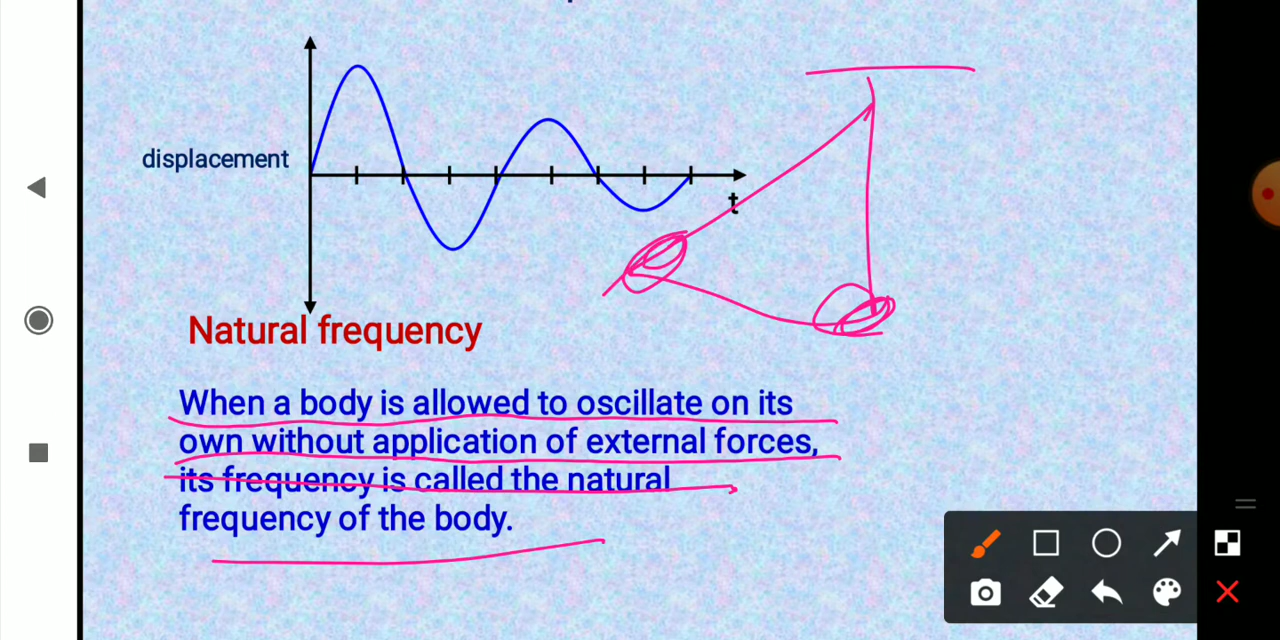 displacement
t
Natural frequency
When a body is allowed to oscillate on its
own without application of external forces,
its frequency is called the natural
frequency of the body.